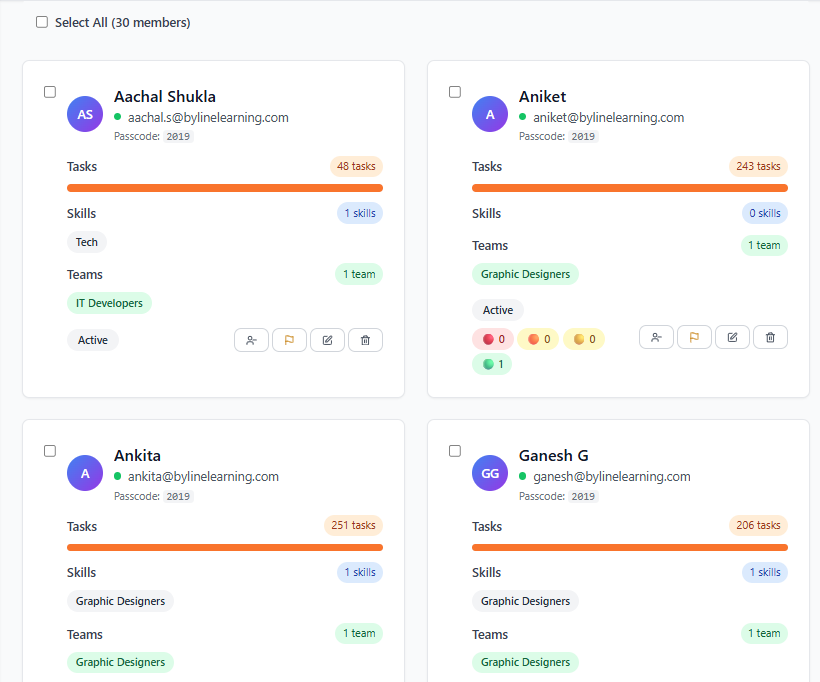 Select All (30 members)
AS
Aachal Shukla
aachal.s@bylinelearning.com
Passcode: 2019
Tasks 48 tasks
Skills 1 skills
Tech
Teams 1 team
IT Developers
Active
A
Aniket
aniket@bylinelearning.com
Passcode: 2019
Tasks 243 tasks
Skills 0 skills
Teams 1 team
Graphic Designers
Active
0 0 0
1
A
Ankita
ankita@bylinelearning.com
Passcode: 2019
Tasks 251 tasks
Skills 1 skills
Graphic Designers
Teams 1 team
Graphic Designers
GG
Ganesh G
ganesh@bylinelearning.com
Passcode: 2019
Tasks 206 tasks
Skills 1 skills
Graphic Designers
Teams 1 team
Graphic Designers